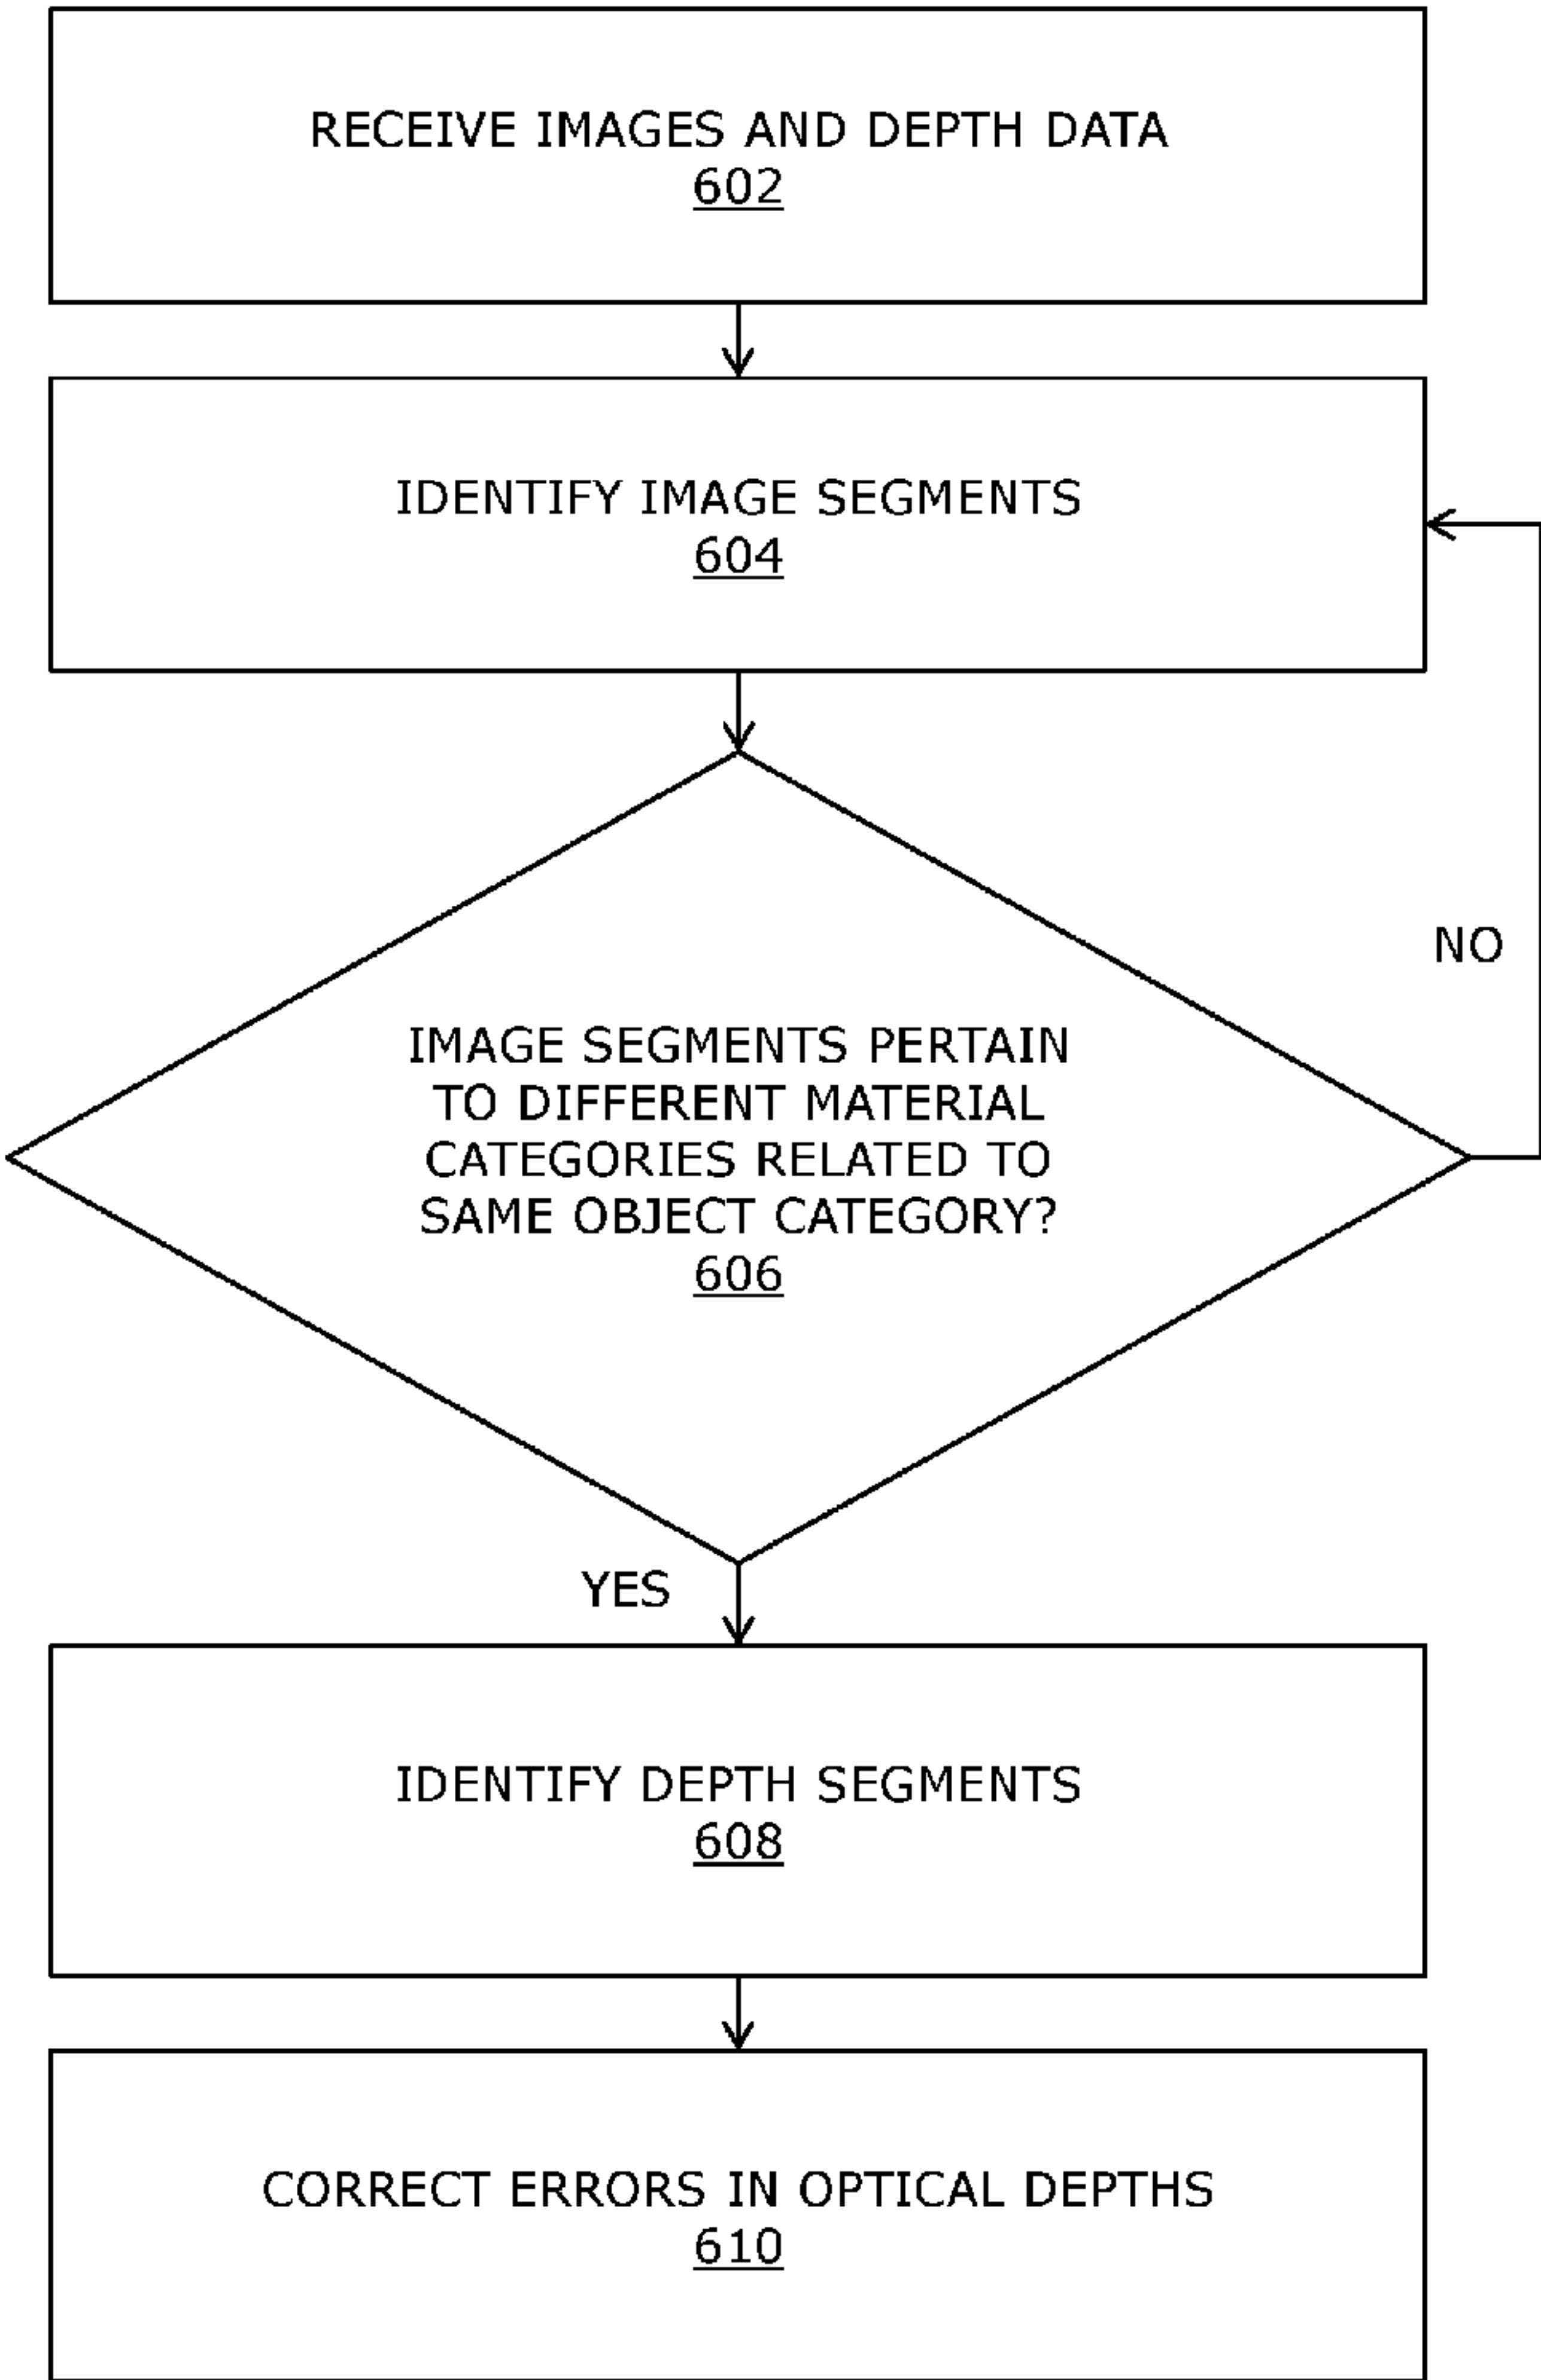 RECEIVE IMAGES AND DEPTH DATA
602
IDENTIFY IMAGE SEGMENTS
604
NO
IMAGE SEGMENTS PERTAIN
TO DIFFERENT MATERIAL
CATEGORIES RELATED TO
SAME OBJECT CATEGORY?
606
YES
IDENTIFY DEPTH SEGMENTS
608
CORRECT ERRORS IN OPTICAL DEPTHS
610